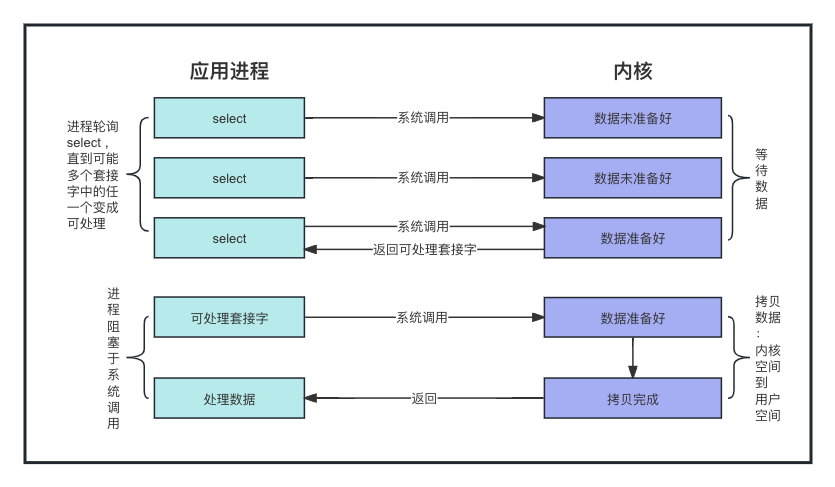 应用进程
内核
进程轮询
select，
直到可能
多个套接
字中的任
一个变成
可处理
select
系统调用
数据未准备好
select
系统调用
数据未准备好
select
系统调用
返回可处理套接字
数据准备好
等
待
数
据
进
程
阻
塞
于
系
统
调
用
可处理套接字
系统调用
数据准备好
处理数据
返回
拷贝完成
拷贝
数据
：
内核
空间
到
用户
空间